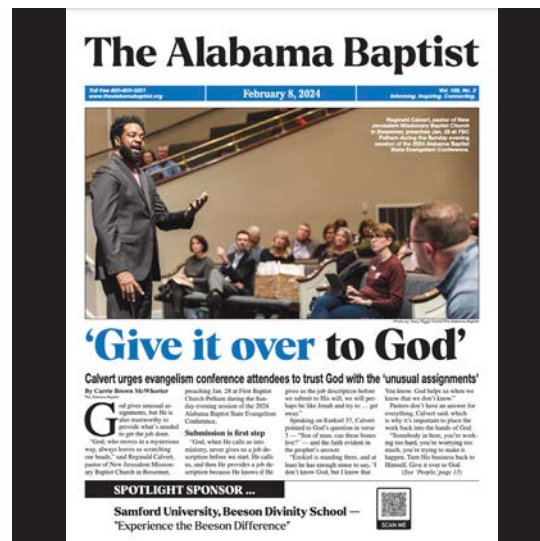 The Alabama Baptist
Toll free 800-803-5201
www.thealabamabaptist.org
February 8, 2024
Informing. Inspiring. Connecting.
Reginald Calvert, pastor of New
Jerusalem Missionary Baptist Church
in Bessemer, preaches Jan. 28 at FBC
Pelham during the Sunday evening
session of the 2024 Alabama Baptist
State Evangelism Conference.
‘Give it over to God’
Calvert urges evangelism conference attendees to trust God with the ‘unusual assignments’
By Carrie Brown McWhorter
The Alabama Baptist
God gives unusual as-
signments, but He is
also trustworthy to
provide what's needed
to get the job done.
“God, who moves in a mysterious
way, always leaves us scratching
our heads,” said Reginald Calvert,
pastor of New Jerusalem Mission-
ary Baptist Church in Bessemer,
preaching Jan. 28 at First Baptist
Church Pelham during the Sun-
day evening session of the 2024
Alabama Baptist State Evangelism
Conference.
Submission is first step
“God, when He calls us into
ministry, never gives us a job de-
scription before we start. He calls
us, and then He provides a job de-
scription because He knows if He
gives us the job description before
we submit to His will, we will per-
haps be like Jonah and try to … get
away.”
Speaking on Ezekiel 37, Calvert
pointed to God's question in verse
3 — “Son of man, can these bones
live?” — and the faith evident in
the prophet's answer.
“Ezekiel is standing there, and at
least he has enough sense to say, ‘I
don't know God, but I know that
You know. God helps us when we
know that we don't know.”
Pastors don't have an answer for
everything, Calvert said, which
is why it's important to place the
work back into the hands of God.
“Somebody in here, you're work-
ing too hard, you're worrying too
much, you're trying to make it
happen. Turn His business back to
Himself. Give it over to God
(See ‘People,’ page 13)
SPOTLIGHT SPONSOR ...
Samford University, Beeson Divinity School —
"Experience the Beeson Difference"
SCAN ME